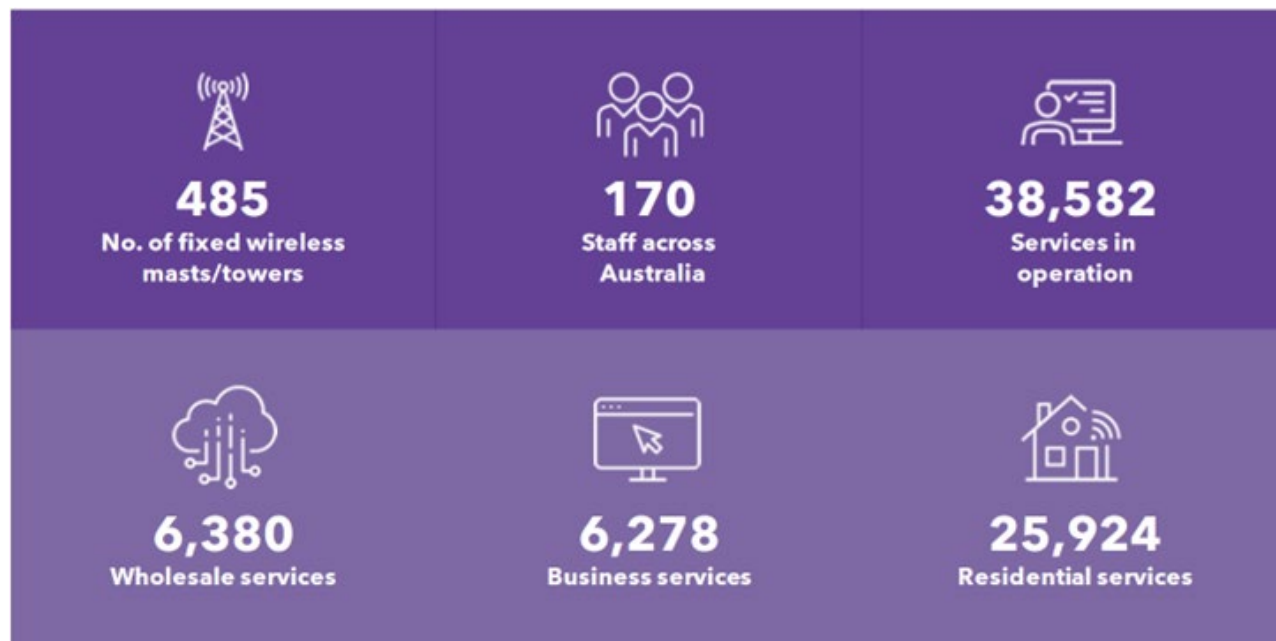 485
No. of fixed wireless
masts/towers
170
Staff across
Australia
38,582
Services in
operation
6,380
Wholesale services
6,278
Business services
25,924
Residential services